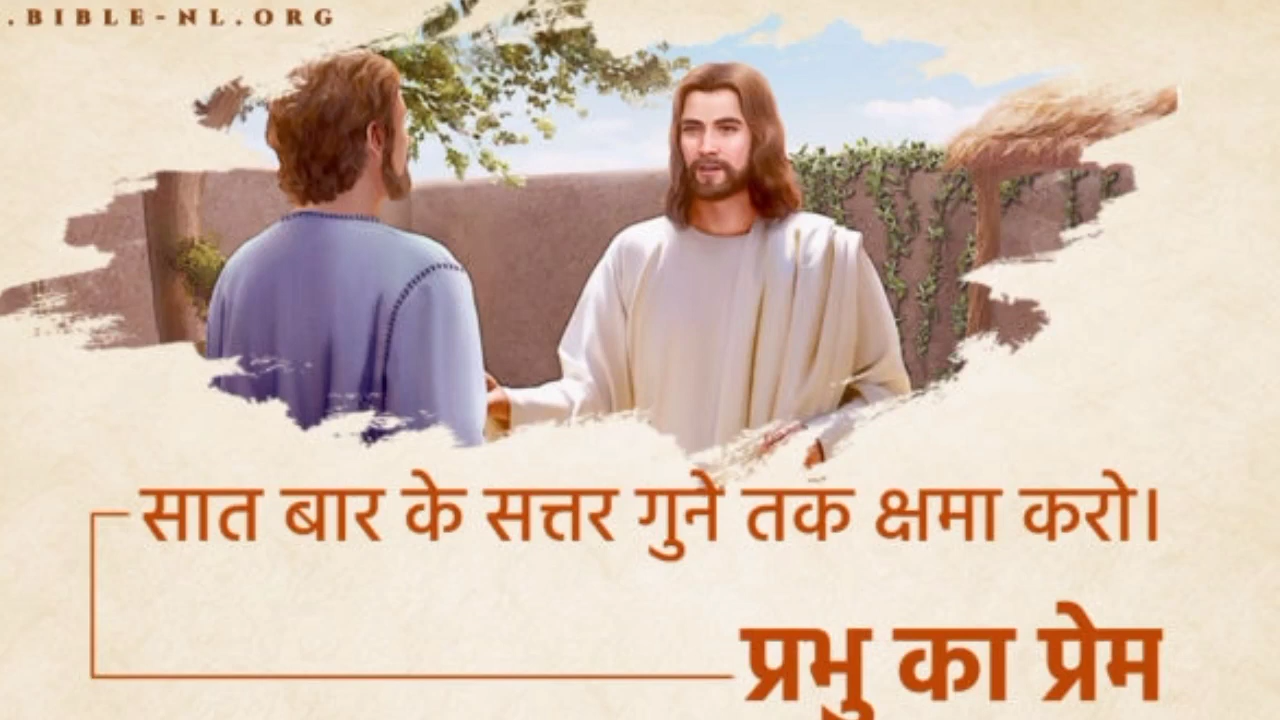 .BIBLE-NL.ORG
सात बार के सत्तर गुने तक क्षमा करो।
प्रभु का प्रेम